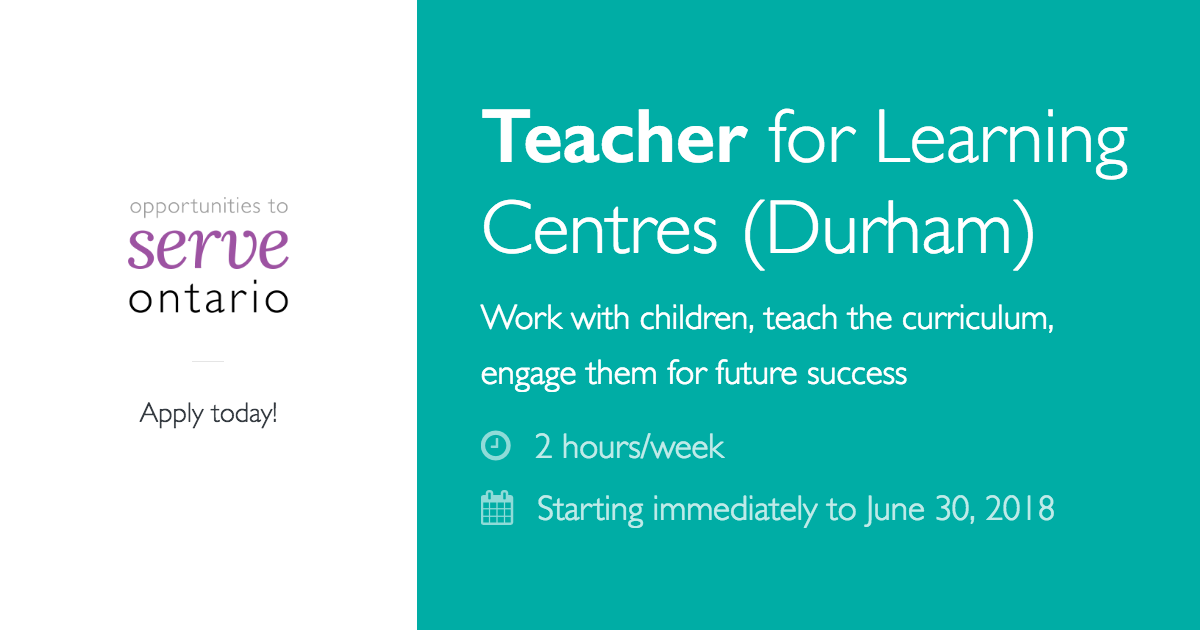 opportunities to
serve
ontario
Apply today!
Teacher for Learning
Centres (Durham)
Work with children, teach the curriculum,
engage them for future success
2 hours/week
Starting immediately to June 30, 2018